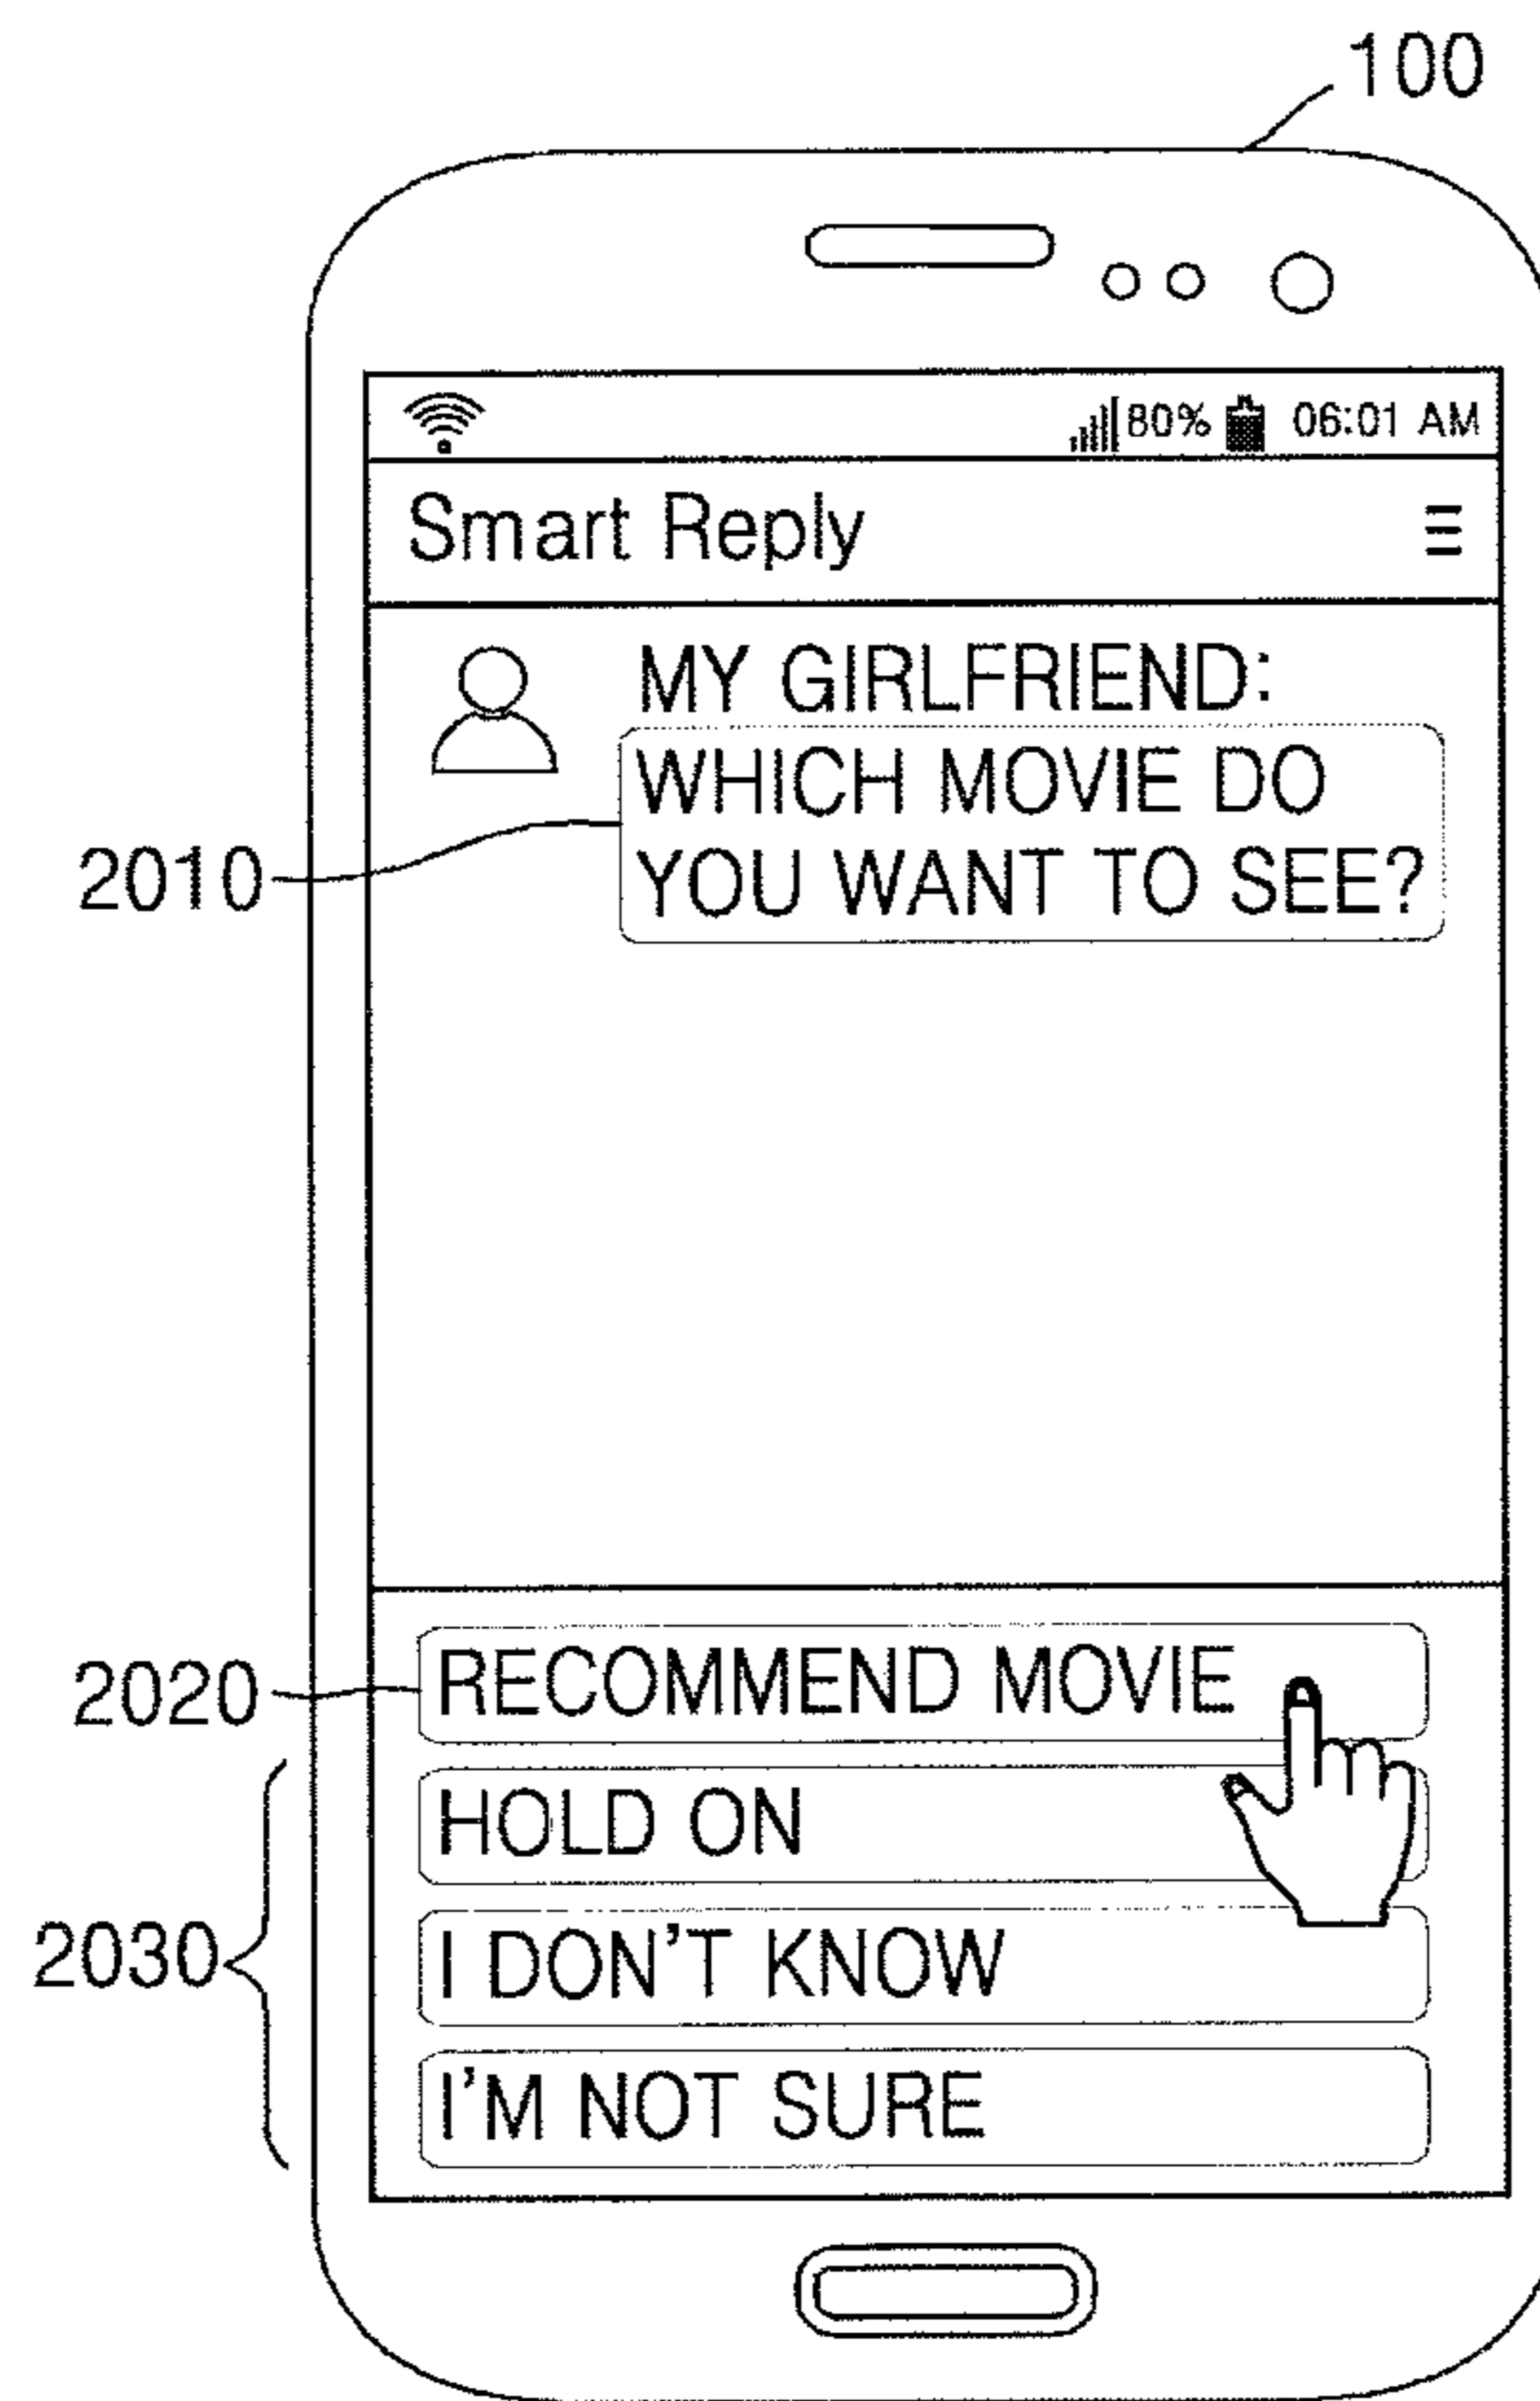 100
80% 06:01 AM
Smart Reply
MY GIRLFRIEND:
WHICH MOVIE DO
2010
YOU WANT TO SEE?
2020
RECOMMEND MOVIE
HOLD ON
2030
I DON'T KNOW
I'M NOT SURE